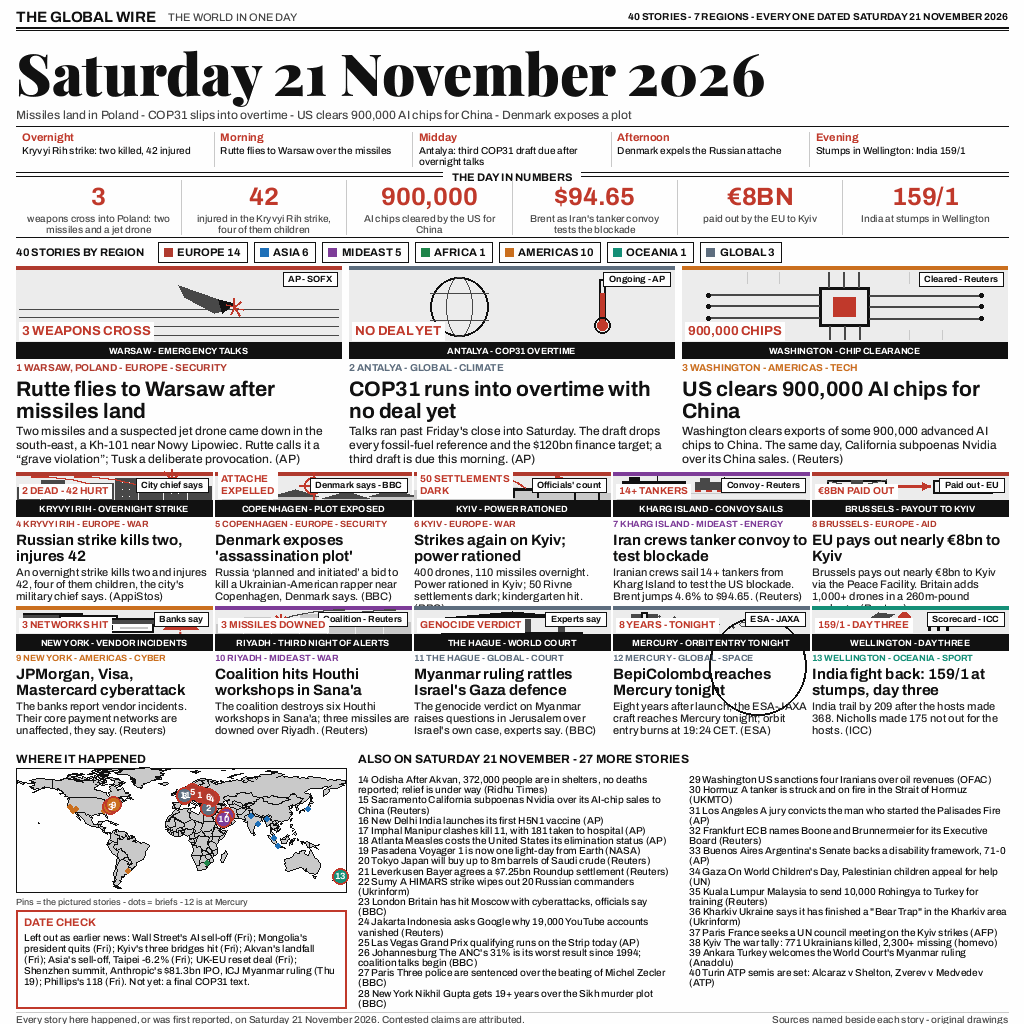 THE GLOBAL WIRE THE WORLD IN ONE DAY
40 STORIES - 7 REGIONS - EVERY ONE DATED SATURDAY 21 NOVEMBER 2026
Saturday 21 November 2026
Missiles land in Poland - COP31 slips into overtime - US clears 900,000 AI chips for China - Denmark exposes a plot
Overnight
Kryvyi Rih strike: two killed, 42 injured
Morning
Rutte flies to Warsaw over the missiles
Midday
Antalya: third COP31 draft due after
overnight talks
Afternoon
Denmark expels the Russian attache
Evening
Stumps in Wellington: India 159/1
THE DAY IN NUMBERS
3
weapons cross into Poland: two
missiles and a jet drone
42
injured in the Kryvyi Rih strike,
four of them children
900,000
AI chips cleared by the US for
China
$94.65
Brent as Iran's tanker convoy
tests the blockade
€8BN
paid out by the EU to Kyiv
159/1
India at stumps in Wellington
40 STORIES BY REGION
EUROPE 14
ASIA 6
MIDEAST 5
AFRICA 1
AMERICAS 10
OCEANIA 1
GLOBAL 3
AP - SOFX
3 WEAPONS CROSS
WARSAW - EMERGENCY TALKS
1 WARSAW, POLAND - EUROPE - SECURITY
Rutte flies to Warsaw after
missiles land
Two missiles and a suspected jet drone came down in the
south-east, a Kh-101 near Nowy Lipowiec. Rutte calls it a
“grave violation”; Tusk a deliberate provocation. (AP)
Ongoing - AP
NO DEAL YET
ANTALYA - COP31 OVERTIME
2 ANTALYA - GLOBAL - CLIMATE
COP31 runs into overtime with
no deal yet
Talks ran past Friday's close into Saturday. The draft drops
every fossil-fuel reference and the $120bn finance target; a
third draft is due this morning. (AP)
Cleared - Reuters
900,000 CHIPS
WASHINGTON - CHIP CLEARANCE
3 WASHINGTON - AMERICAS - TECH
US clears 900,000 AI chips for
China
Washington clears exports of some 900,000 advanced AI
chips to China. The same day, California subpoenas Nvidia
over its China sales. (Reuters)
City chief says
2 DEAD - 42 HURT
KRYVYI RIH - OVERNIGHT STRIKE
4 KRYVYI RIH - EUROPE - WAR
Russian strike kills two,
injures 42
An overnight strike kills two and injures
42, four of them children, the city's
military chief says. (AppiStos)
ATTACHE
EXPELLED
Denmark says - BBC
COPENHAGEN - PLOT EXPOSED
5 COPENHAGEN - EUROPE - SECURITY
Denmark exposes
'assassination plot'
Russia 'planned and initiated' a bid to
kill a Ukrainian-American rapper near
Copenhagen, Denmark says. (BBC)
50 SETTLEMENTS
DARK
Officials' count
KYIV - POWER RATIONED
6 KYIV - EUROPE - WAR
Strikes again on Kyiv;
power rationed
400 drones, 110 missiles overnight.
Power rationed in Kyiv; 50 Rivne
settlements dark; kindergarten hit.
14+ TANKERS
Convoy - Reuters
KHARG ISLAND - CONVOY SAILS
7 KHARG ISLAND - MIDEAST - ENERGY
Iran crews tanker convoy to
test blockade
Iranian crews sail 14+ tankers from
Kharg Island to test the US blockade.
Brent jumps 4.6% to $94.65. (Reuters)
€8BN PAID OUT
Paid out - EU
BRUSSELS - PAYOUT TO KYIV
8 BRUSSELS - EUROPE - AID
EU pays out nearly €8bn to
Kyiv
Brussels pays out nearly €8bn to Kyiv
via the Peace Facility. Britain adds
1,000+ drones in a 260m-pound
3 NETWORKS HIT
Banks say
NEW YORK - VENDOR INCIDENTS
9 NEW YORK - AMERICAS - CYBER
JPMorgan, Visa,
Mastercard cyberattack
The banks report vendor incidents.
Their core payment networks are
unaffected, they say. (Reuters)
3 MISSILES DOWNED
Coalition - Reuters
RIYADH - THIRD NIGHT OF ALERTS
10 RIYADH - MIDEAST - WAR
Coalition hits Houthi
workshops in Sana'a
The coalition destroys six Houthi
workshops in Sana'a; three missiles are
downed over Riyadh. (Reuters)
GENOCIDE VERDICT
Experts say
THE HAGUE - WORLD COURT
11 THE HAGUE - GLOBAL - COURT
Myanmar ruling rattles
Israel's Gaza defence
The genocide verdict on Myanmar
raises questions in Jerusalem over
Israel's own case, experts say. (BBC)
8 YEARS - TONIGHT
ESA - JAXA
MERCURY - ORBIT ENTRY TONIGHT
12 MERCURY - GLOBAL - SPACE
BepiColombo reaches
Mercury tonight
Eight years after launch, the ESA-JAXA
craft reaches Mercury tonight; orbit
entry burns at 19:24 CET. (ESA)
159/1 - DAY THREE
Scorecard - ICC
WELLINGTON - DAY THREE
13 WELLINGTON - OCEANIA - SPORT
India fight back: 159/1 at
stumps, day three
India trail by 209 after the hosts made
368. Nicholls made 175 not out for the
hosts. (ICC)
WHERE IT HAPPENED
13
Pins = the pictured stories - dots = briefs - 12 is at Mercury
DATE CHECK
Left out as earlier news: Wall Street's AI sell-off (Fri); Mongolia's
president quits (Fri); Kyiv's three bridges hit (Fri); Akvan's landfall
(Fri); Asia's sell-off, Taipei -6.2% (Fri); UK-EU reset deal (Fri);
Shenzhen summit, Anthropic's $81.3bn IPO, ICJ Myanmar ruling (Thu
19); Phillips's 118 (Fri). Not yet: a final COP31 text.
ALSO ON SATURDAY 21 NOVEMBER - 27 MORE STORIES
14 Odisha After Akvan, 372,000 people are in shelters, no deaths
reported; relief is under way (Ridhu Times)
15 Sacramento California subpoenas Nvidia over its AI-chip sales to
China (Reuters)
16 New Delhi India launches its first H5N1 vaccine (AP)
17 Imphal Manipur clashes kill 11, with 181 taken to hospital (AP)
18 Atlanta Measles costs the United States its elimination status (AP)
19 Pasadena Voyager 1 is now one light-day from Earth (NASA)
20 Tokyo Japan will buy up to 8m barrels of Saudi crude (Reuters)
21 Leverkusen Bayer agrees a $7.25bn Roundup settlement (Reuters)
22 Sumy A HIMARS strike wipes out 20 Russian commanders
(Ukrinform)
23 London Britain has hit Moscow with cyberattacks, officials say
(BBC)
24 Jakarta Indonesia asks Google why 19,000 YouTube accounts
vanished (Reuters)
25 Las Vegas Grand Prix qualifying runs on the Strip today (AP)
26 Johannesburg The ANC's 31% is its worst result since 1994;
coalition talks begin (BBC)
27 Paris Three police are sentenced over the beating of Michel Zecler
(BBC)
28 New York Nikhil Gupta gets 19+ years over the Sikh murder plot
(BBC)
29 Washington US sanctions four Iranians over oil revenues (OFAC)
30 Hormuz A tanker is struck and on fire in the Strait of Hormuz
(UKMTO)
31 Los Angeles A jury convicts the man who started the Palisades Fire
(AP)
32 Frankfurt ECB names Boone and Brunnermeier for its Executive
Board (Reuters)
33 Buenos Aires Argentina's Senate backs a disability framework, 71-0
(AP)
34 Gaza On World Children's Day, Palestinian children appeal for help
(UN)
35 Kuala Lumpur Malaysia to send 10,000 Rohingya to Turkey for
training (Reuters)
36 Kharkiv Ukraine says it has finished a "Bear Trap" in the Kharkiv area
(Ukrinform)
37 Paris France seeks a UN council meeting on the Kyiv strikes (AFP)
38 Kyiv The war tally: 771 Ukrainians killed, 2,300+ missing (homevo)
39 Ankara Turkey welcomes the World Court's Myanmar ruling
(Anadolu)
40 Turin ATP semis are set: Alcaraz v Shelton, Zverev v Medvedev
(ATP)
Every story here happened, or was first reported, on Saturday 21 November 2026. Contested claims are attributed.
Sources named beside each story - original drawings